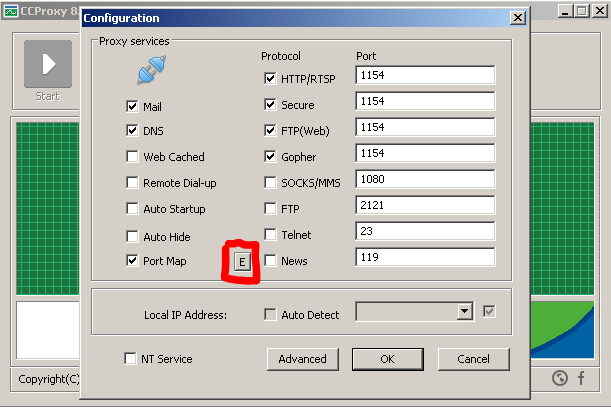 CCProxy 8.
Configuration
Start
Proxy services
Protocol
Port
HTTP/RTSP
1154
Mail
Secure
1154
DNS
FTP(Web)
1154
Web Cached
Gopher
1154
Remote Dial-up
SOCKS/MMS
1080
Auto Startup
FTP
2121
Auto Hide
Telnet
23
Port Map
E
News
119
Local IP Address:
Auto Detect
NT Service
Advanced
OK
Cancel
Copyright(C)
f